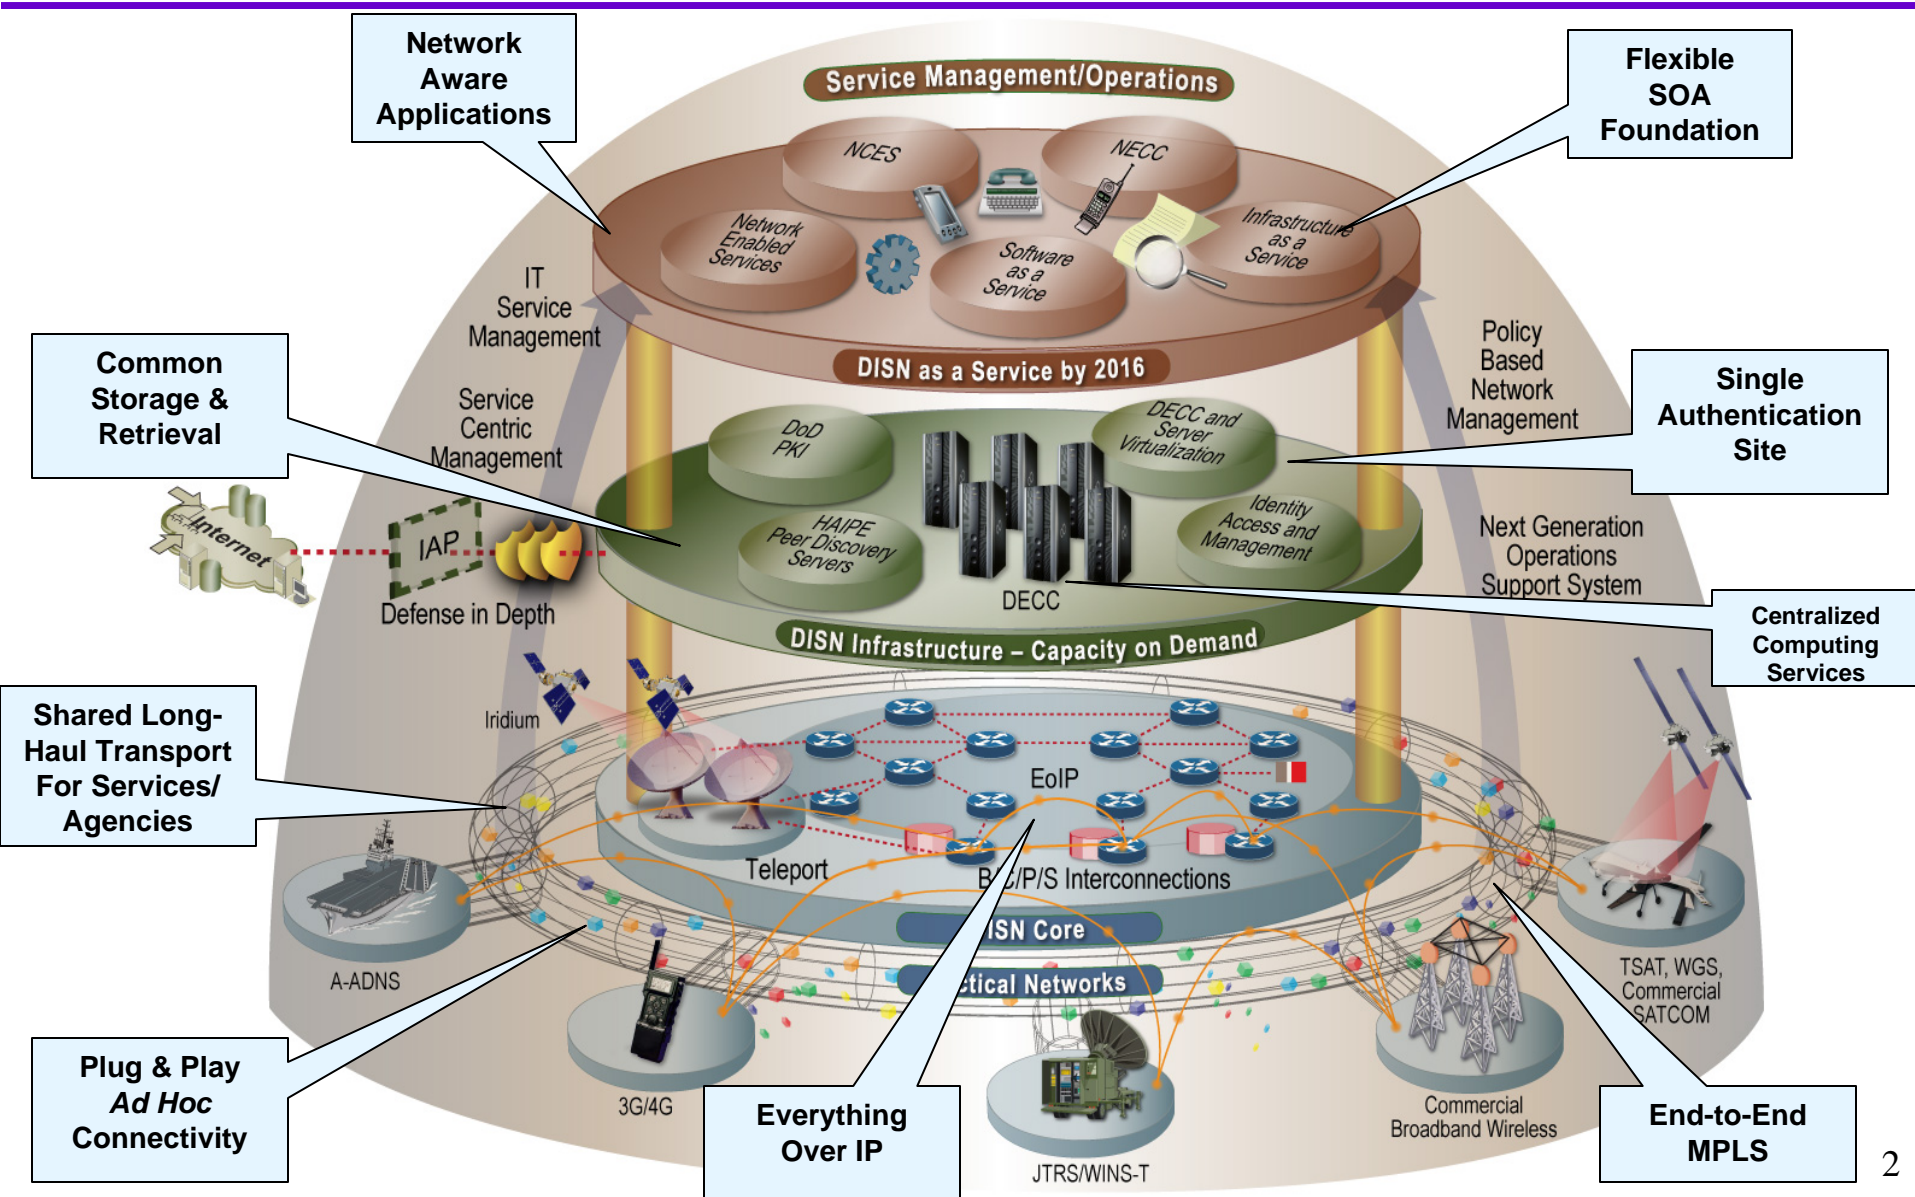 Network
Aware
Applications
Service Management/Operations
Flexible
SOA
Foundation
NCES
NECC
Network
Enabled
Services
Software
as a
Service
Infrastructure
as a
Service
IT
Service
Management
DISN as a Service by 2016
Policy
Based
Network
Management
Common
Storage &
Retrieval
Service
Centric
Management
DoD
PKI
DECC and
Server
Virtualization
Single
Authentication
Site
Internet
IAP
Defense in Depth
HAIPE
Peer Discovery
Servers
DECC
Identity
Access and
Management
Next Generation
Operations
Support System
DISN Infrastructure – Capacity on Demand
Centralized
Computing
Services
Shared Long-
Haul Transport
For Services/
Agencies
Iridium
EoIP
Teleport
B/C/P/S Interconnections
ISN Core
ctical Networks
A-ADNS
3G/4G
JTRS/WINS-T
Commercial
Broadband Wireless
TSAT, WGS,
Commercial
SATCOM
Plug & Play
Ad Hoc
Connectivity
Everything
Over IP
End-to-End
MPLS
2